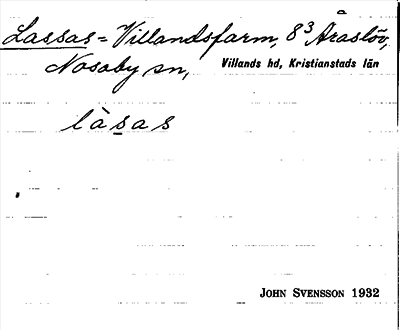 Lassas = Villandsfarm, 8³ Åraslöv,
Nosaby sn, Villands hd, Kristianstads län
làsas
JOHN SVENSSON 1932